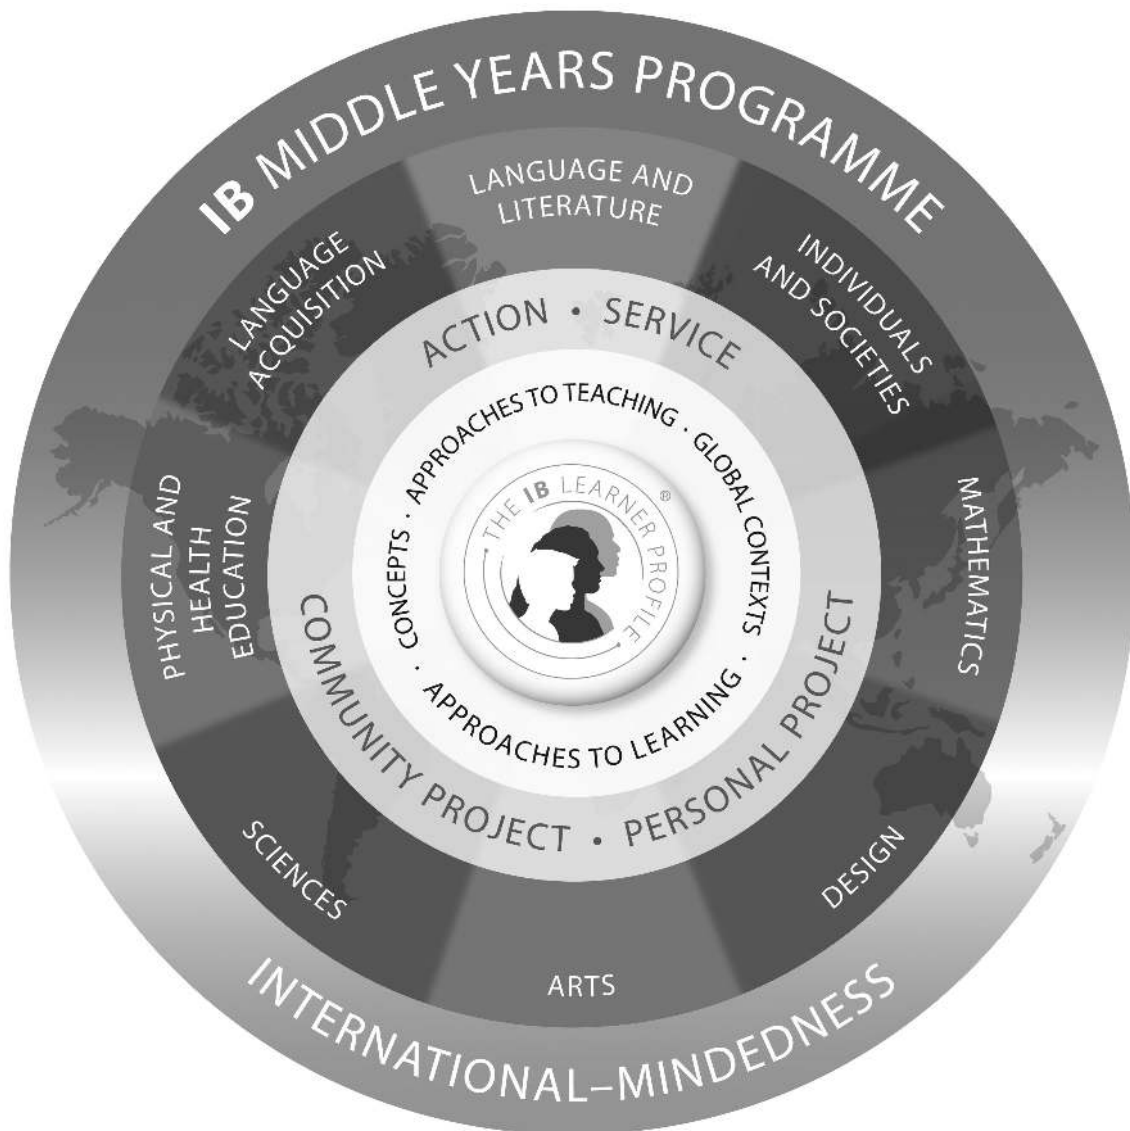 IB MIDDLE YEARS PROGRAMME
LANGUAGE AND
LITERATURE
INDIVIDUALS
AND SOCIETIES
MATHEMATICS
DESIGN
ARTS
SCIENCES
PHYSICAL AND
HEALTH
EDUCATION
LANGUAGE
ACQUISITION
ACTION · SERVICE
COMMUNITY PROJECT · PERSONAL PROJECT
· CONCEPTS · APPROACHES TO TEACHING · GLOBAL CONTEXTS ·
APPROACHES TO LEARNING
· THE IB LEARNER PROFILE ·
®
INTERNATIONAL–MINDEDNESS